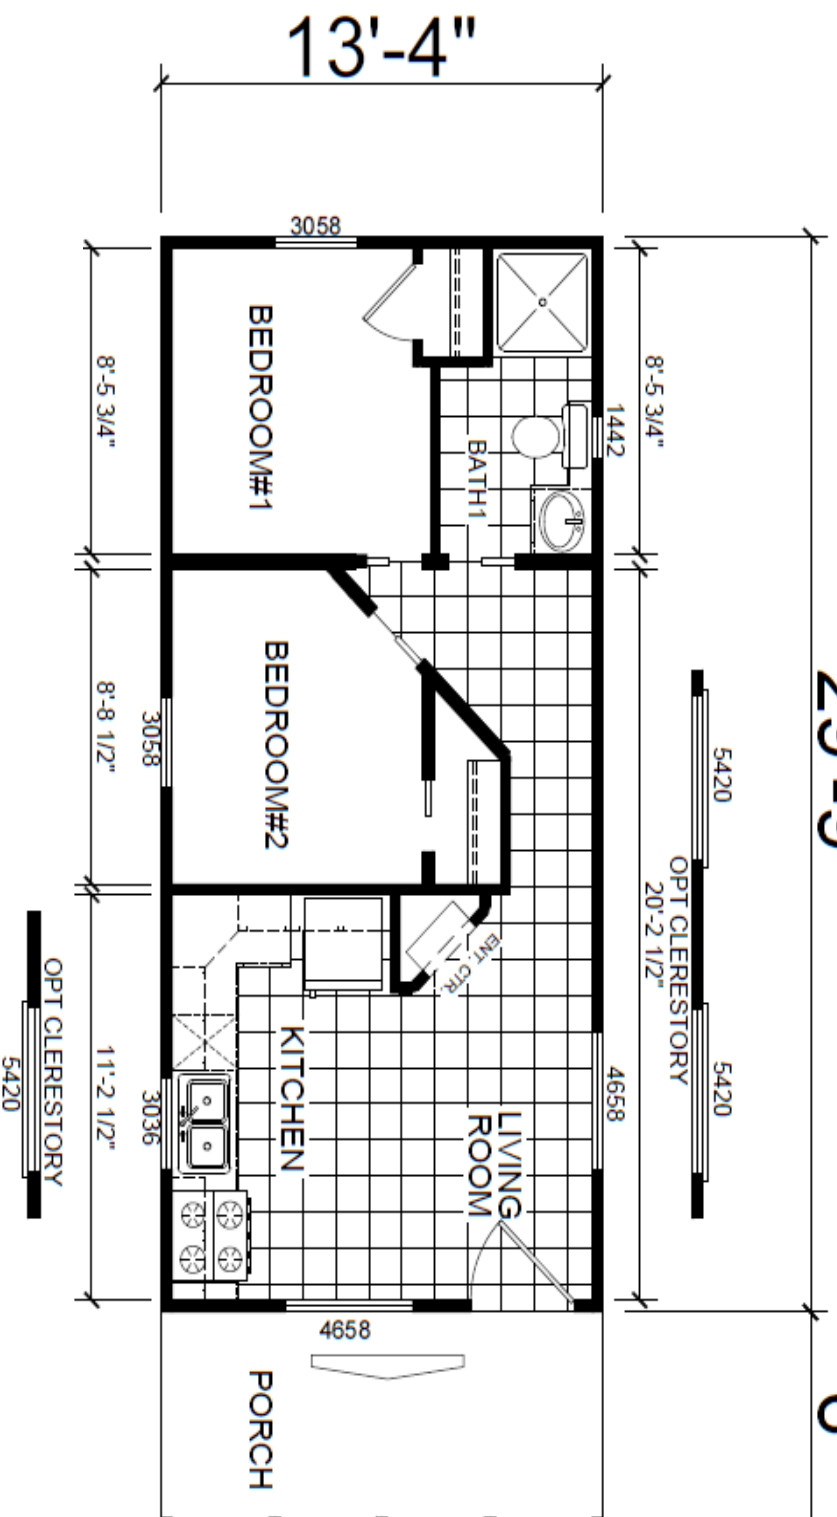 13'-4"
3058
BEDROOM#1
8'-5 3/4"
8'-5 3/4"
1442
BATH1
BEDROOM#2
8'-8 1/2"
3058
5420
OPT CLERESTORY
20'-2 1/2"
5420
ENT. CTR.
KITCHEN
LIVING
ROOM
4658
11'-2 1/2"
3036
OPT CLERESTORY
5420
4658
PORCH